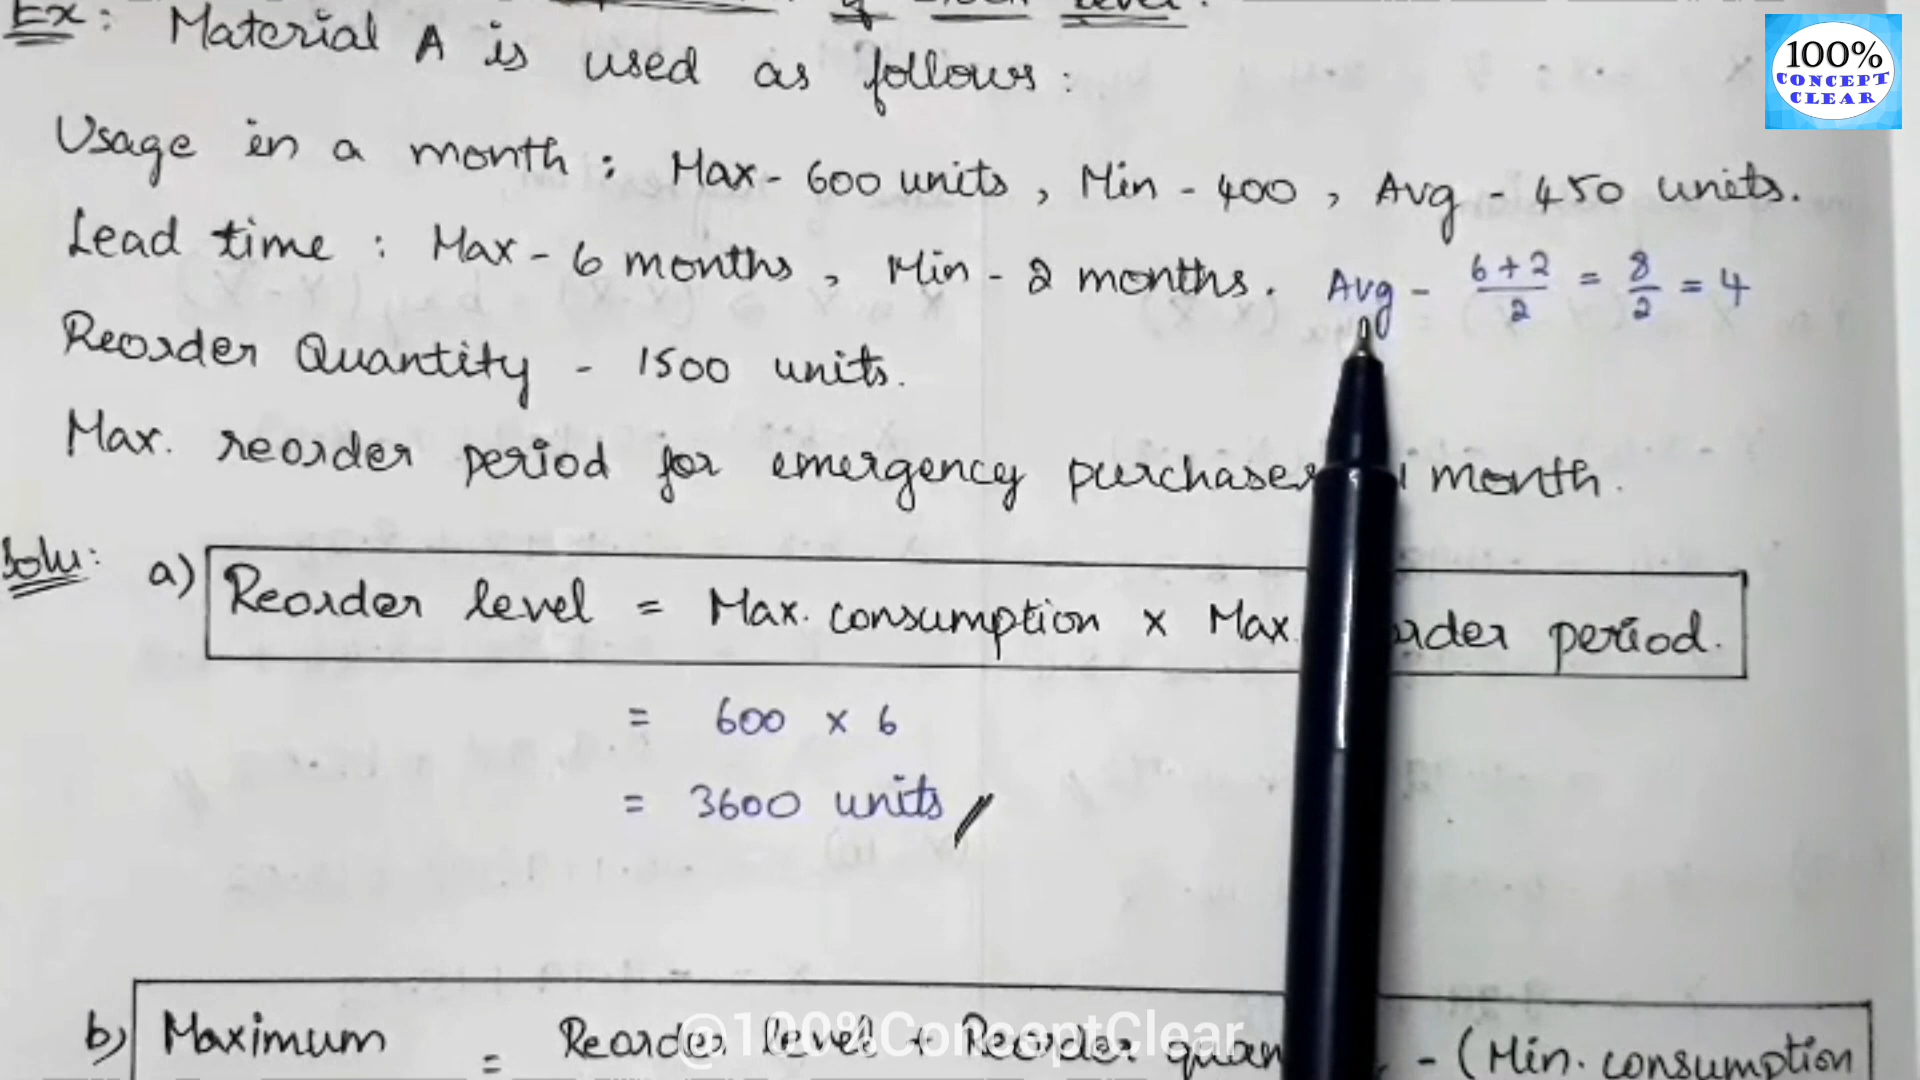 Ex: Material A is used as follows:
Usage in a month: Max - 600 units, Min - 400, Avg - 450 units.
Lead time: Max - 6 months, Min - 2 months. Avg - 6+2/2 = 8/2 = 4
Reorder Quantity - 1500 units.
Max. reorder period for emergency purchases 1 month.
Solu: a) Reorder level = Max. consumption x Max. period.
= 600 x 6
= 3600 units
b) Maximum = Reorder level + Reorder - (Min. consumption
100%
CONCEPT
CLEAR
@100%ConceptClear